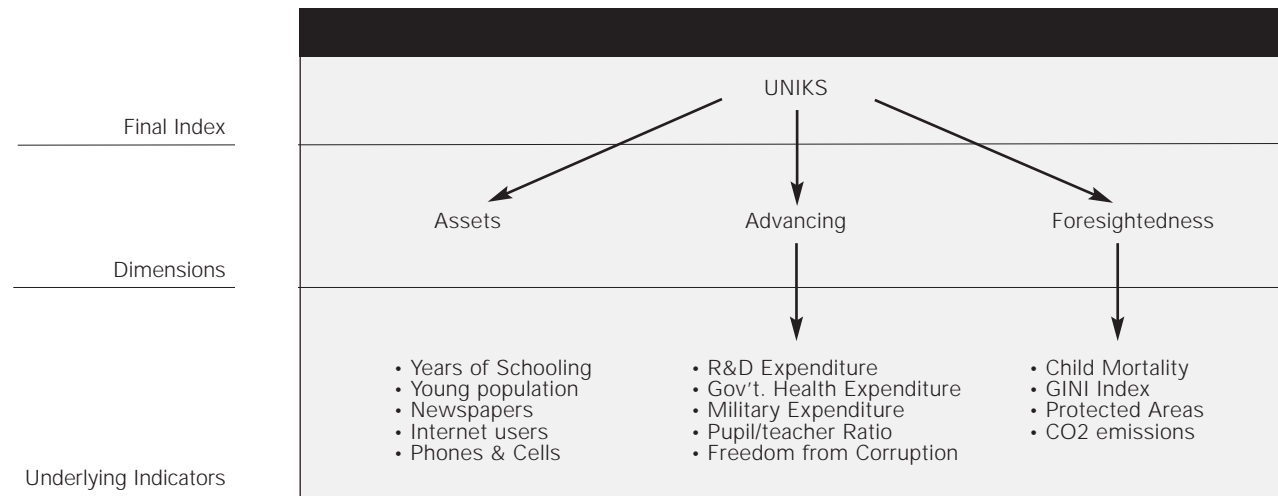 UNIKS
Final Index
Assets
Advancing
Foresightedness
Dimensions
• Years of Schooling
• Young population
• Newspapers
• Internet users
• Phones & Cells
• R&D Expenditure
• Gov't. Health Expenditure
• Military Expenditure
• Pupil/teacher Ratio
• Freedom from Corruption
• Child Mortality
• GINI Index
• Protected Areas
• CO2 emissions
Underlying Indicators